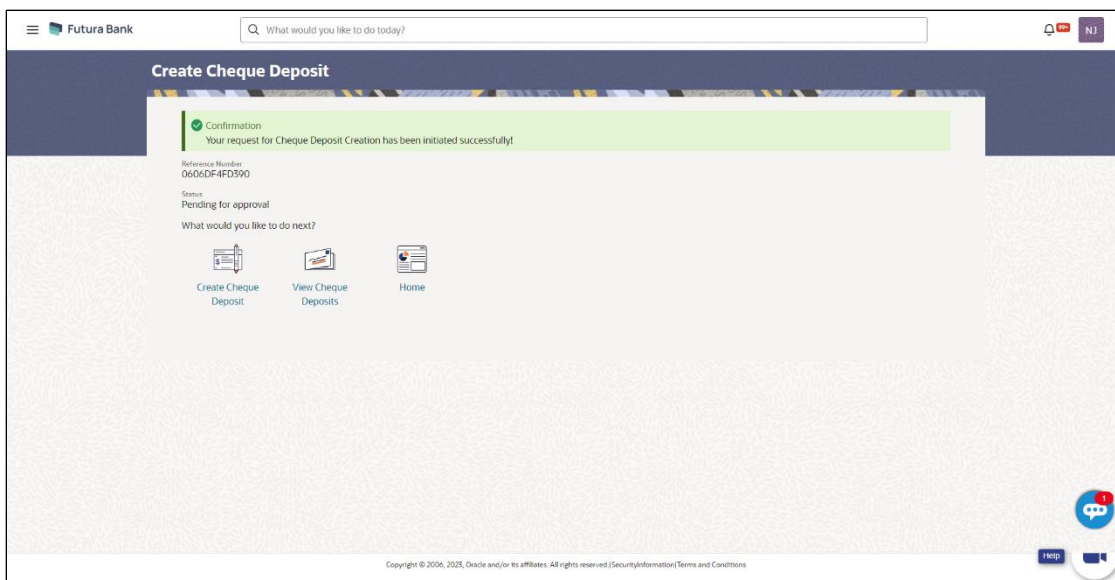 Futura Bank
What would you like to do today?
99+
NJ
Create Cheque Deposit
Confirmation
Your request for Cheque Deposit Creation has been initiated successfully!
Reference Number
0606DF4FD390
Status
Pending for approval
What would you like to do next?
Create Cheque
Deposit
View Cheque
Deposits
Home
1
Help
Copyright © 2006, 2023, Oracle and/or its affiliates. All rights reserved.|SecurityInformation|Terms and Conditions